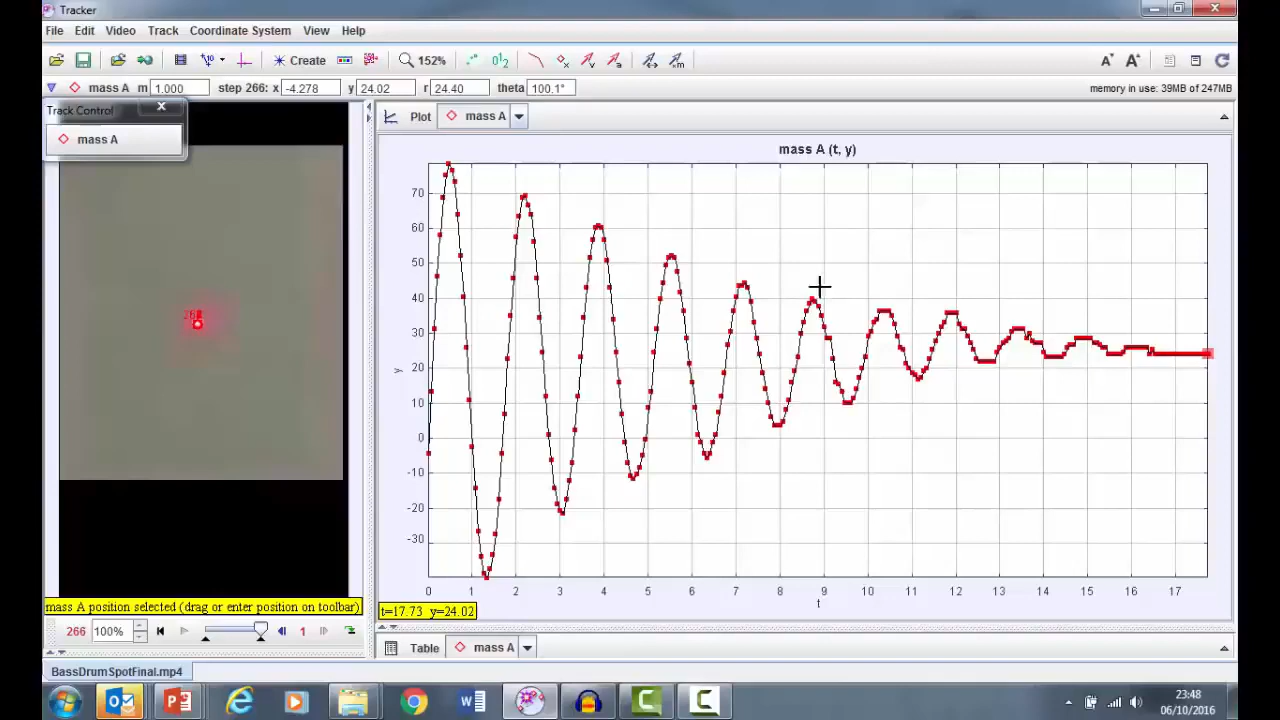 Tracker
File Edit Video Track Coordinate System View Help
Create 152%
mass A m 1.000 step 266: x -4.278 y 24.02 r 24.40 theta 100.1° memory in use: 39MB of 247MB
Track Control x
mass A
Plot mass A
mass A (t, y)
70
60
50
40
30
20
10
0
-10
-20
-30
y
0 1 2 3 4 5 6 7 8 9 10 11 12 13 14 15 16 17
t
t=17.73 y=24.02
mass A position selected (drag or enter position on toolbar)
266 100% 1
Table mass A
BassDrumSpotFinal.mp4
23:48
06/10/2016